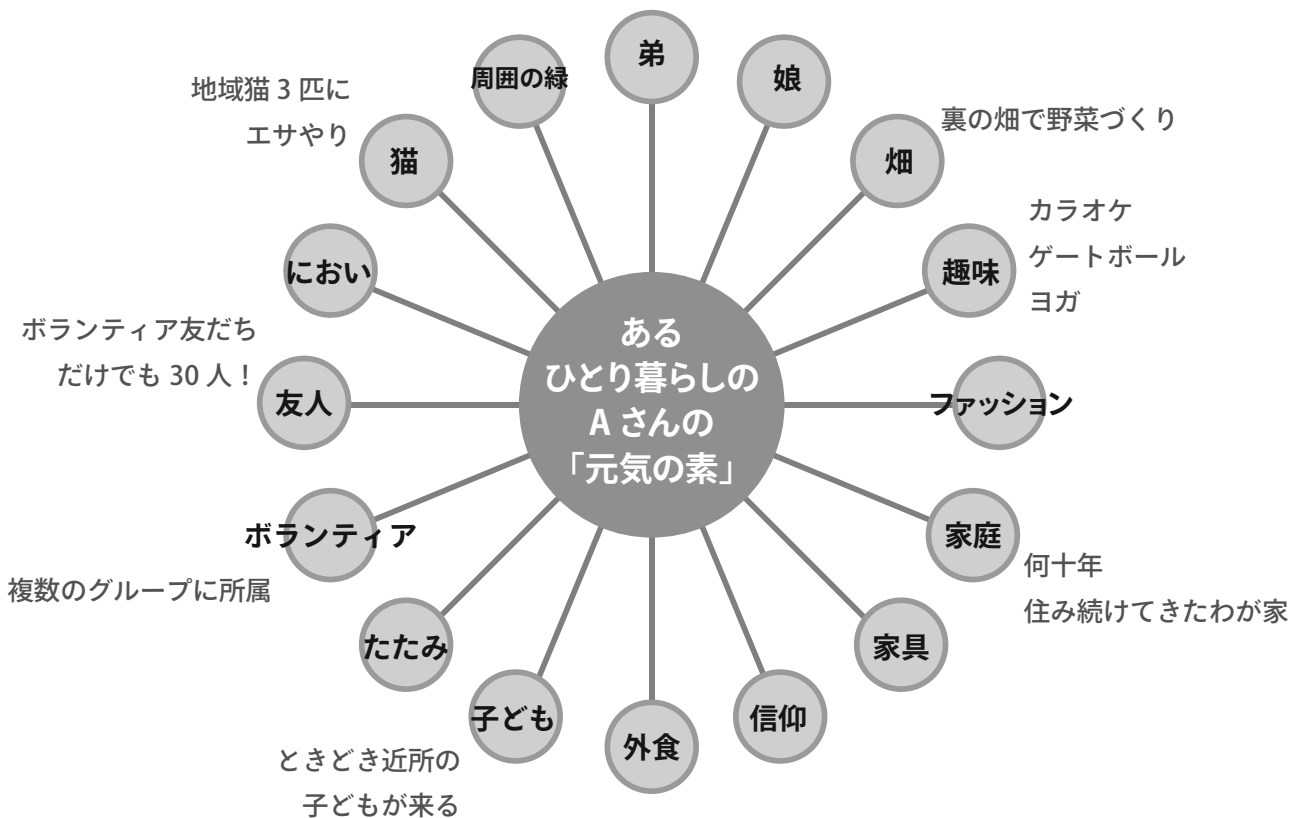 ある
ひとり暮らしの
A さんの
「元気の素」
弟
娘
畑
裏の畑で野菜づくり
趣味
カラオケ
ゲートボール
ヨガ
ファッション
家庭
何十年
住み続けてきたわが家
家具
信仰
外食
子ども
ときどき近所の
子どもが来る
たたみ
ボランティア
複数のグループに所属
友人
ボランティア友だち
だけでも 30 人!
におい
猫
地域猫 3 匹に
エサやり
周囲の緑